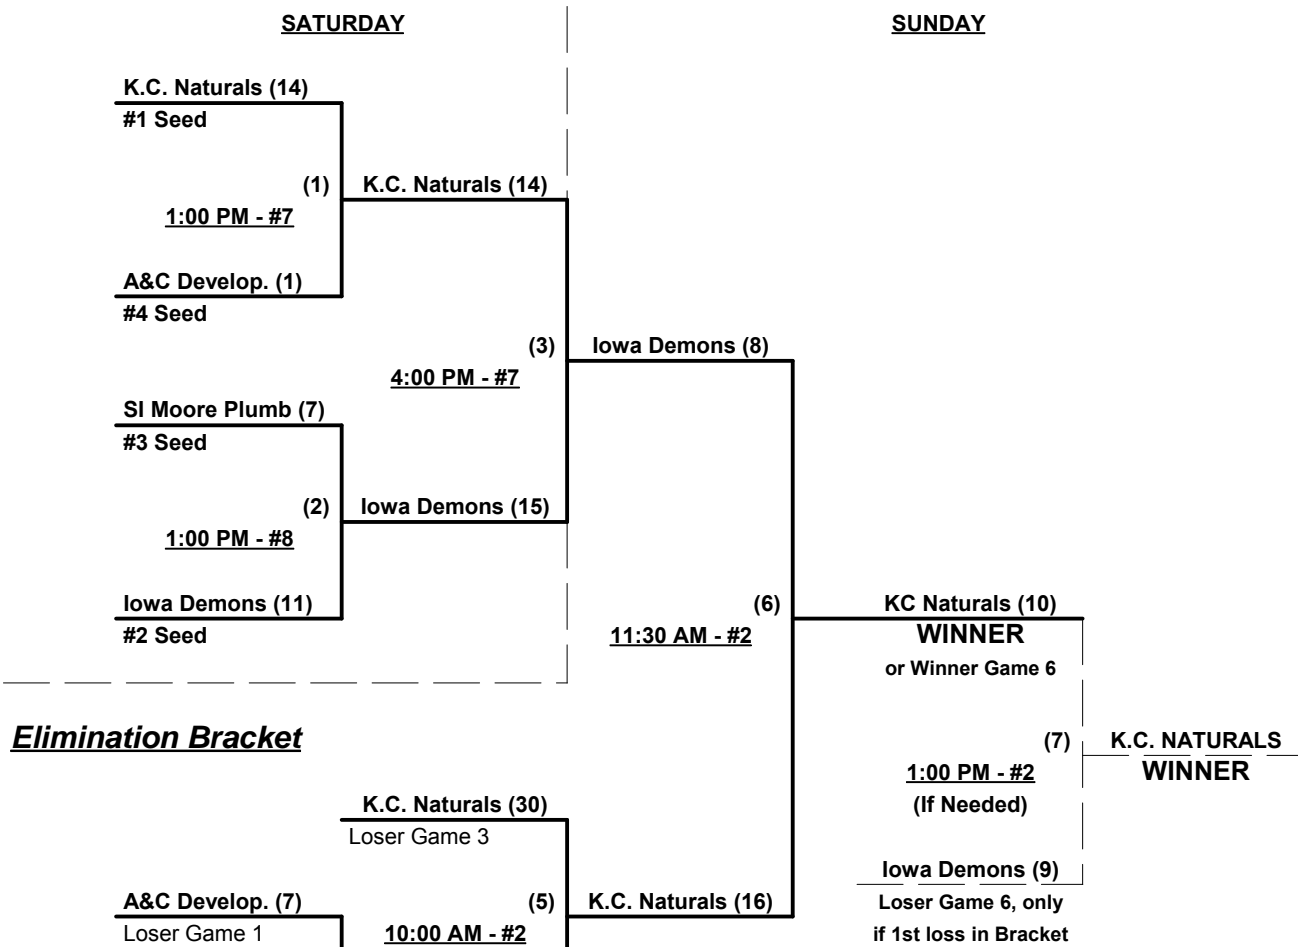 SATURDAY
SUNDAY
K.C. Naturals (14)
#1 Seed
(1)
K.C. Naturals (14)
1:00 PM - #7
A&C Develop. (1)
#4 Seed
(3)
Iowa Demons (8)
4:00 PM - #7
SI Moore Plumb (7)
#3 Seed
(2)
Iowa Demons (15)
1:00 PM - #8
Iowa Demons (11)
#2 Seed
(6)
11:30 AM - #2
KC Naturals (10)
WINNER
or Winner Game 6
Elimination Bracket
(7)
K.C. NATURALS
WINNER
1:00 PM - #2
(If Needed)
K.C. Naturals (30)
Loser Game 3
Iowa Demons (9)
Loser Game 6, only
if 1st loss in Bracket
A&C Develop. (7)
Loser Game 1
(5)
K.C. Naturals (16)
10:00 AM - #2